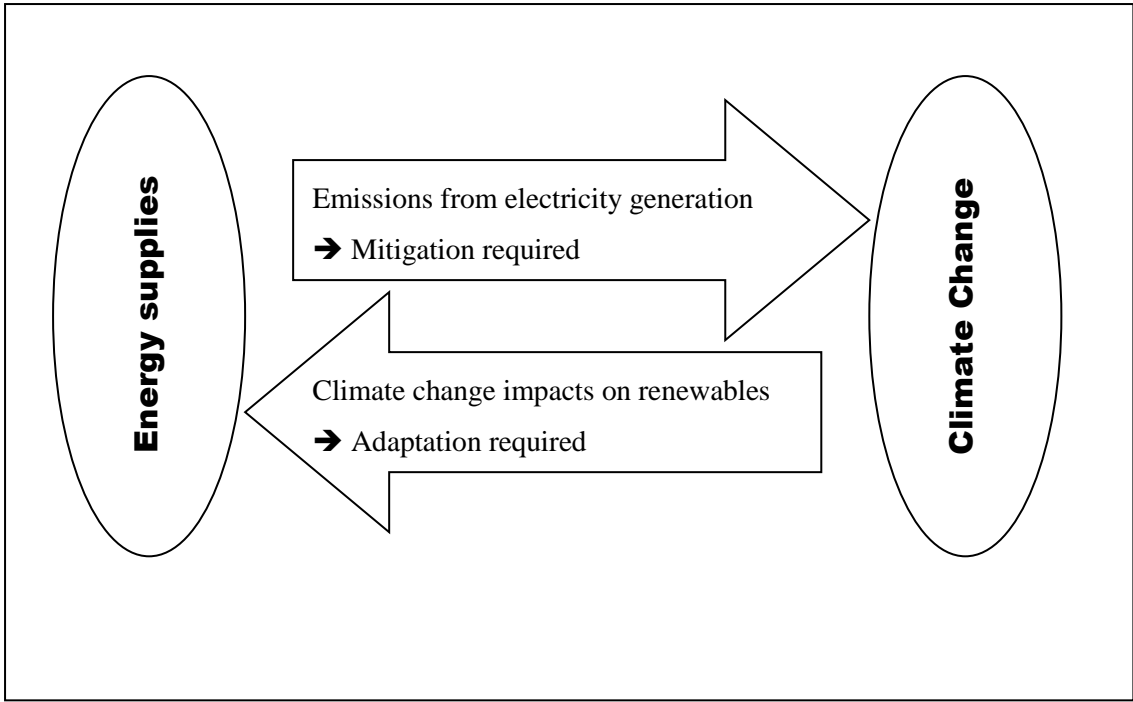 Energy supplies
Emissions from electricity generation
➔ Mitigation required
Climate change impacts on renewables
➔ Adaptation required
Climate Change